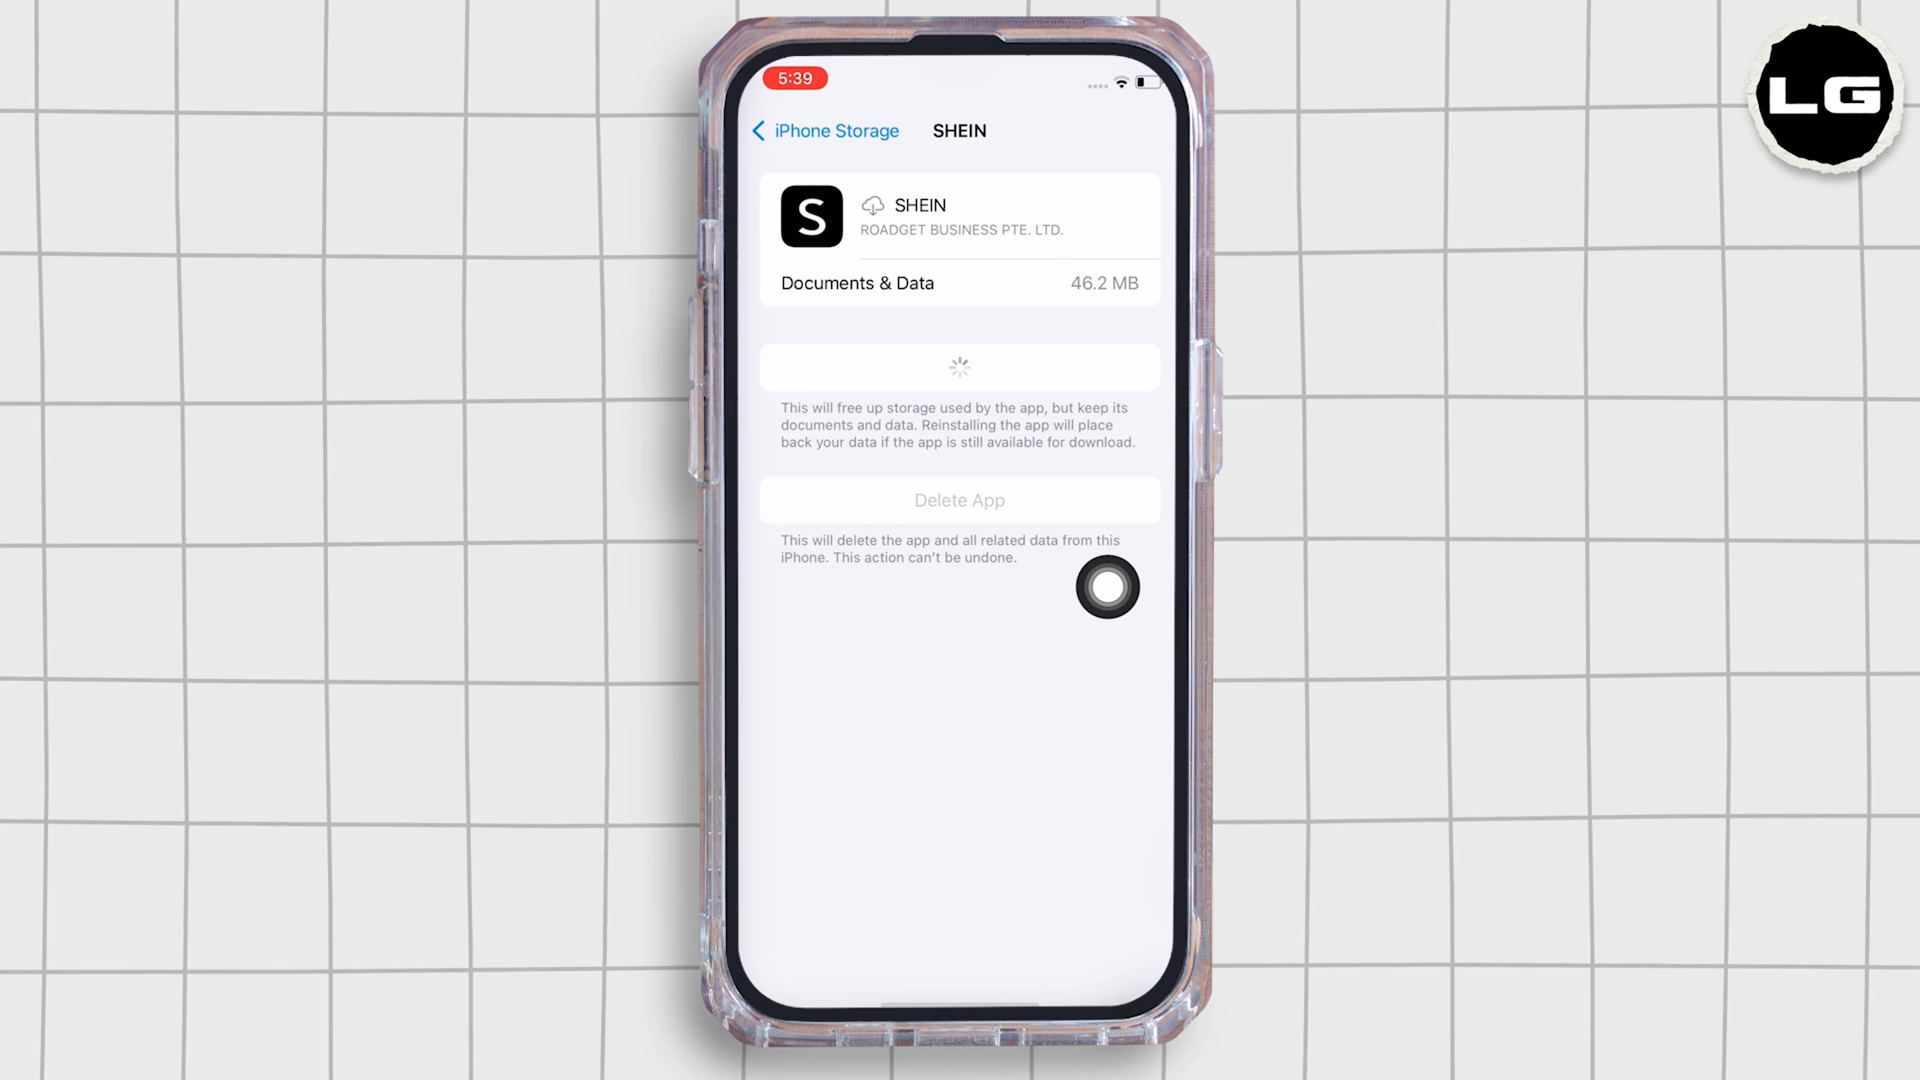 LG
5:39
iPhone Storage
SHEIN
S
SHEIN
ROADGET BUSINESS PTE. LTD.
Documents & Data
46.2 MB
This will free up storage used by the app, but keep its
documents and data. Reinstalling the app will place
back your data if the app is still available for download.
Delete App
This will delete the app and all related data from this
iPhone. This action can't be undone.